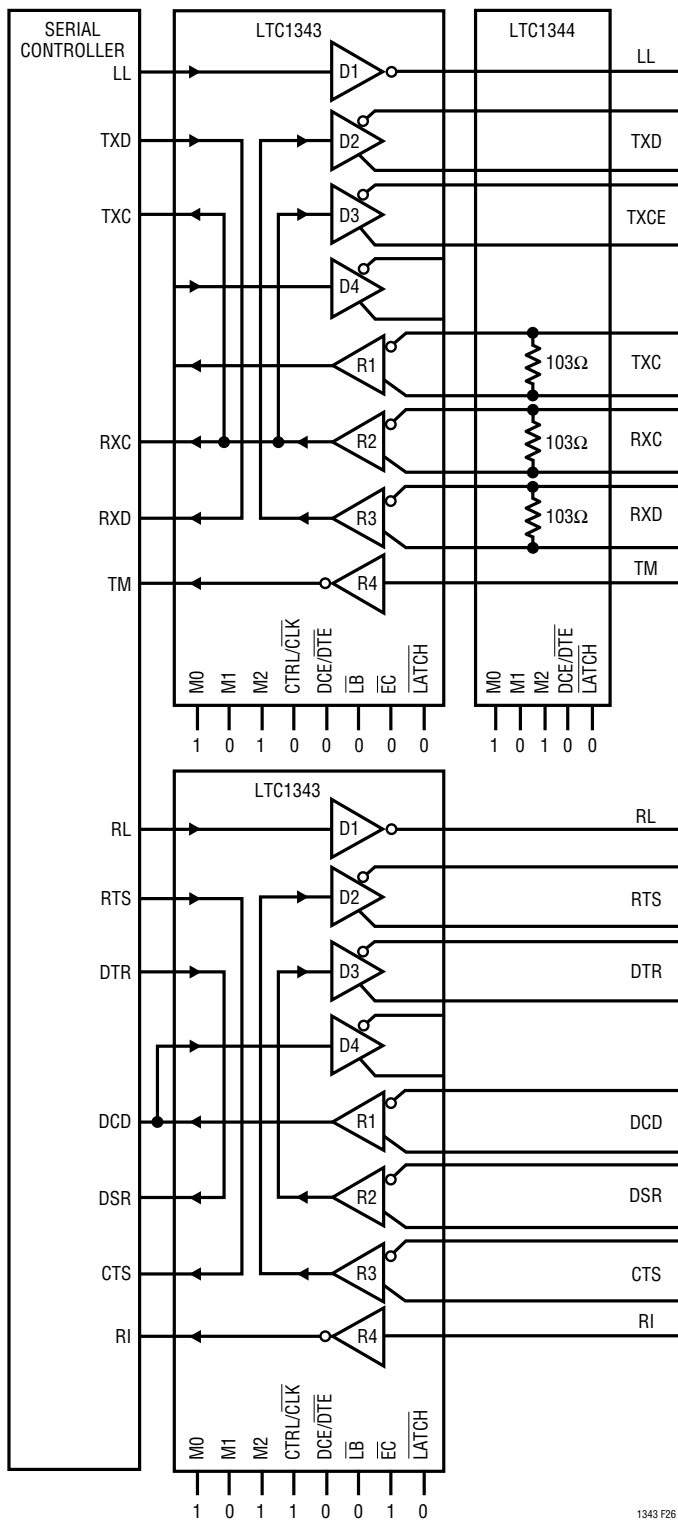 SERIAL
CONTROLLER
LTC1343
LTC1344
LL
D1
LL
TXD
D2
TXD
TXC
D3
TXCE
D4
R1
103Ω
TXC
RXC
R2
103Ω
RXC
RXD
R3
103Ω
RXD
TM
R4
TM
M0
M1
M2
CTRL/CLK
DCE/DTE
LB
EC
LATCH
M0
M1
M2
DCE/DTE
LATCH
1 0 1 0 0 0 0 0
1 0 1 0 0
LTC1343
RL
D1
RL
RTS
D2
RTS
DTR
D3
DTR
D4
DCD
R1
DCD
DSR
R2
DSR
CTS
R3
CTS
RI
R4
RI
M0
M1
M2
CTRL/CLK
DCE/DTE
LB
EC
LATCH
1 0 1 1 0 0 1 0
1343 F26